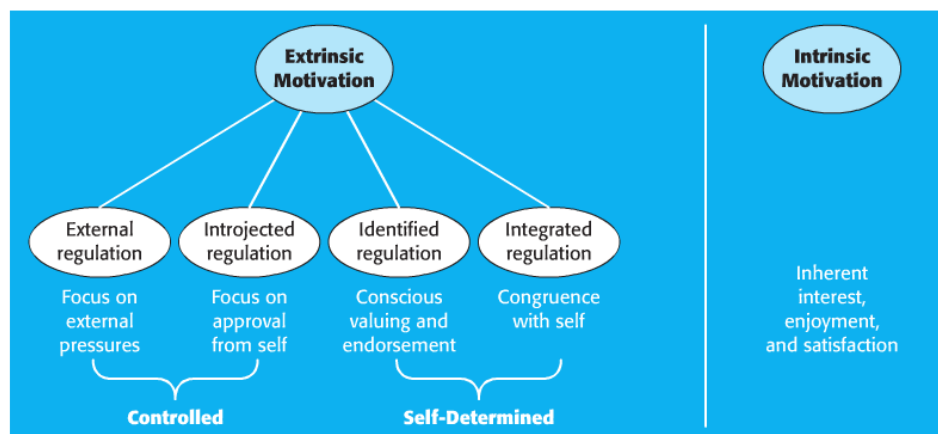 Extrinsic
Motivation
Intrinsic
Motivation
External
regulation
Introjected
regulation
Identified
regulation
Integrated
regulation
Focus on
external
pressures
Focus on
approval
from self
Conscious
valuing and
endorsement
Congruence
with self
Inherent
interest,
enjoyment,
and satisfaction
Controlled
Self-Determined